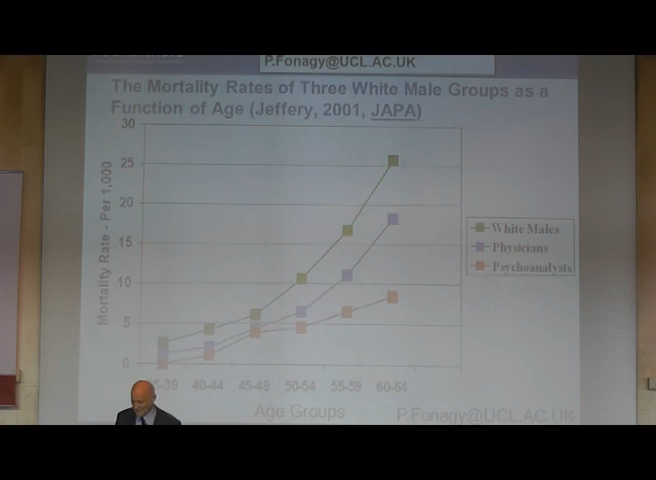 P.Fonagy@UCL.AC.UK
The Mortality Rates of Three White Male Groups as a
Function of Age (Jeffery, 2001, JAPA)
30
25
20
15
10
5
0
Mortality Rate - Per 1,000
White Males
Physicians
Psychoanalysts
5-39 40-44 45-49 50-54 55-59 60-64
Age Groups
P.Fonagy@UCL.AC.UK